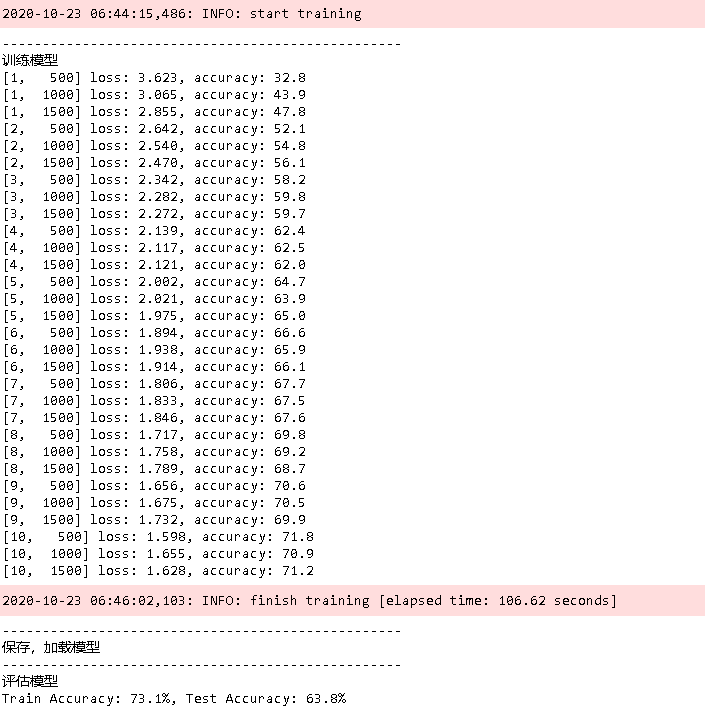 2020-10-23 06:44:15,486: INFO: start training
--------------------------------------------------
训练模型
[1,   500] loss: 3.623, accuracy: 32.8
[1,  1000] loss: 3.065, accuracy: 43.9
[1,  1500] loss: 2.855, accuracy: 47.8
[2,   500] loss: 2.642, accuracy: 52.1
[2,  1000] loss: 2.540, accuracy: 54.8
[2,  1500] loss: 2.470, accuracy: 56.1
[3,   500] loss: 2.342, accuracy: 58.2
[3,  1000] loss: 2.282, accuracy: 59.8
[3,  1500] loss: 2.272, accuracy: 59.7
[4,   500] loss: 2.139, accuracy: 62.4
[4,  1000] loss: 2.117, accuracy: 62.5
[4,  1500] loss: 2.121, accuracy: 62.0
[5,   500] loss: 2.002, accuracy: 64.7
[5,  1000] loss: 2.021, accuracy: 63.9
[5,  1500] loss: 1.975, accuracy: 65.0
[6,   500] loss: 1.894, accuracy: 66.6
[6,  1000] loss: 1.938, accuracy: 65.9
[6,  1500] loss: 1.914, accuracy: 66.1
[7,   500] loss: 1.806, accuracy: 67.7
[7,  1000] loss: 1.833, accuracy: 67.5
[7,  1500] loss: 1.846, accuracy: 67.6
[8,   500] loss: 1.717, accuracy: 69.8
[8,  1000] loss: 1.758, accuracy: 69.2
[8,  1500] loss: 1.789, accuracy: 68.7
[9,   500] loss: 1.656, accuracy: 70.6
[9,  1000] loss: 1.675, accuracy: 70.5
[9,  1500] loss: 1.732, accuracy: 69.9
[10,   500] loss: 1.598, accuracy: 71.8
[10,  1000] loss: 1.655, accuracy: 70.9
[10,  1500] loss: 1.628, accuracy: 71.2
2020-10-23 06:46:02,103: INFO: finish training [elapsed time: 106.62 seconds]
--------------------------------------------------
保存，加载模型
--------------------------------------------------
评估模型
Train Accuracy: 73.1%, Test Accuracy: 63.8%